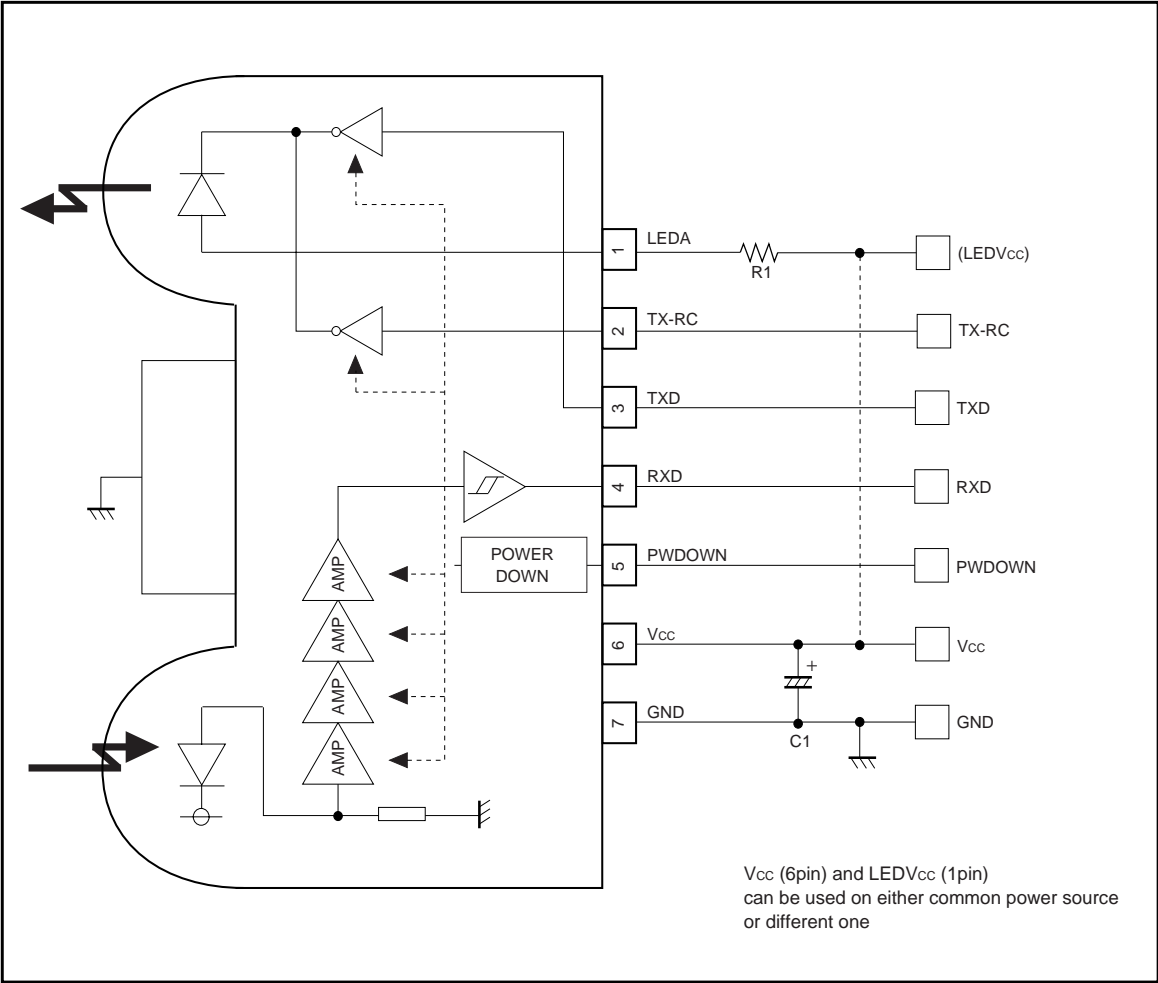 1
LEDA
R1
(LEDVcc)
2
TX-RC
TX-RC
3
TXD
TXD
4
RXD
RXD
POWER
DOWN
5
PWDOWN
PWDOWN
AMP
AMP
AMP
AMP
6
Vcc
+
Vcc
7
GND
C1
GND
Vcc (6pin) and LEDVcc (1pin)
can be used on either common power source
or different one